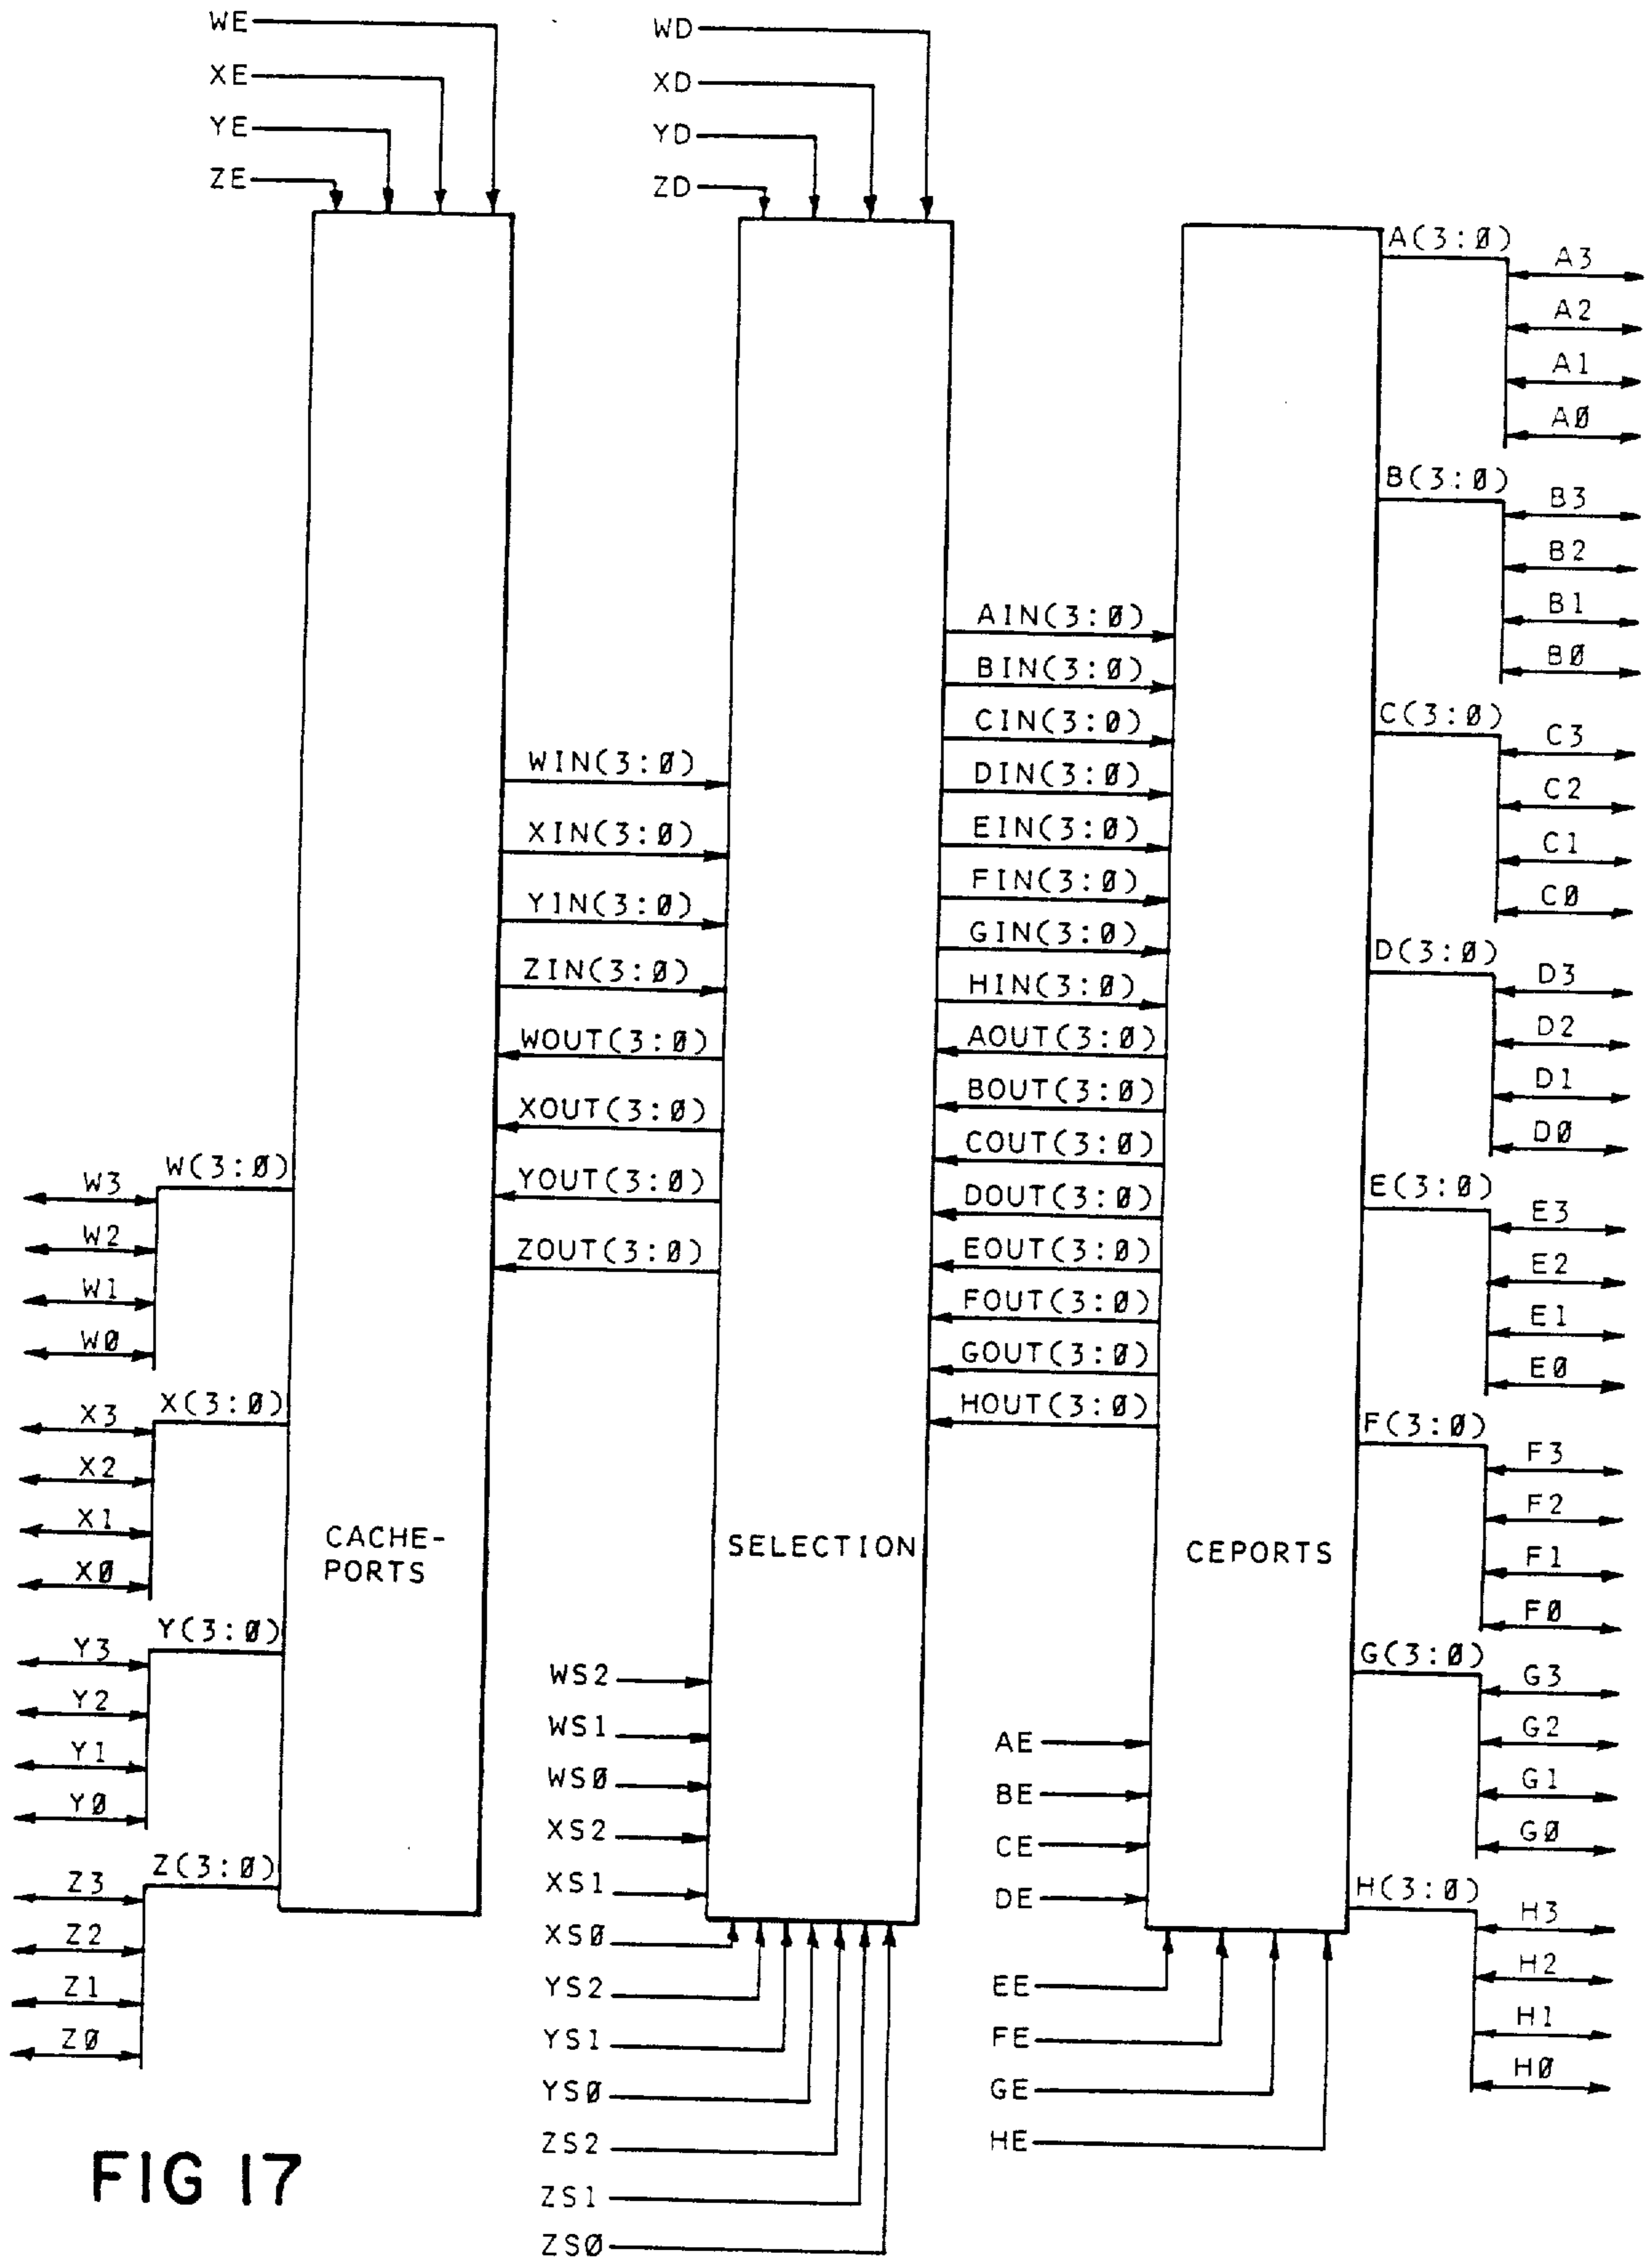 WE
XE
YE
ZE
WD
XD
YD
ZD
A(3:Ø)
A3
A2
A1
AØ
B(3:Ø)
B3
B2
B1
BØ
C(3:Ø)
C3
C2
C1
CØ
D(3:Ø)
D3
D2
D1
DØ
E(3:Ø)
E3
E2
E1
EØ
F(3:Ø)
F3
F2
F1
FØ
G(3:Ø)
G3
G2
G1
GØ
H(3:Ø)
H3
H2
H1
HØ
AIN(3:Ø)
BIN(3:Ø)
CIN(3:Ø)
DIN(3:Ø)
EIN(3:Ø)
FIN(3:Ø)
GIN(3:Ø)
HIN(3:Ø)
AOUT(3:Ø)
BOUT(3:Ø)
COUT(3:Ø)
DOUT(3:Ø)
EOUT(3:Ø)
FOUT(3:Ø)
GOUT(3:Ø)
HOUT(3:Ø)
WIN(3:Ø)
XIN(3:Ø)
YIN(3:Ø)
ZIN(3:Ø)
WOUT(3:Ø)
XOUT(3:Ø)
YOUT(3:Ø)
ZOUT(3:Ø)
W(3:Ø)
W3
W2
W1
WØ
X(3:Ø)
X3
X2
X1
XØ
Y(3:Ø)
Y3
Y2
Y1
YØ
Z(3:Ø)
Z3
Z2
Z1
ZØ
CACHE-
PORTS
SELECTION
CEPORTS
WS2
WS1
WSØ
XS2
XS1
XSØ
YS2
YS1
YSØ
ZS2
ZS1
ZSØ
AE
BE
CE
DE
EE
FE
GE
HE
FIG 17